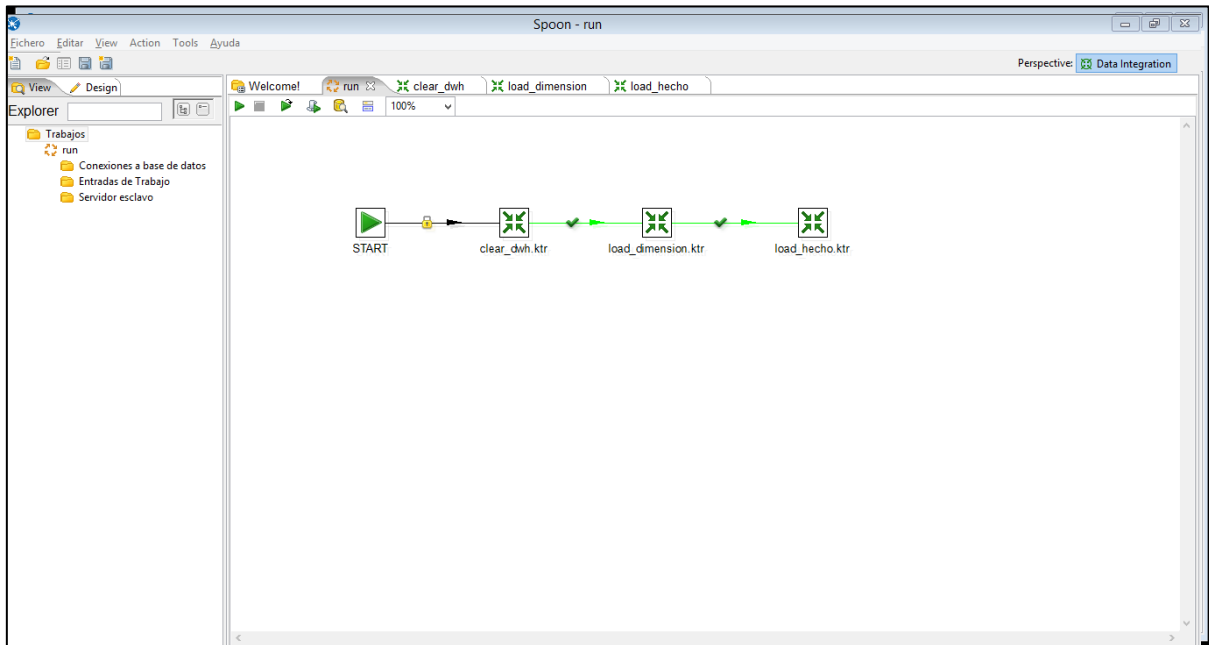 Spoon - run
Fichero Editar View Action Tools Ayuda
Perspective: Data Integration
View Design
Welcome! run clear_dwh load_dimension load_hecho
Explorer
100%
Trabajos
run
Conexiones a base de datos
Entradas de Trabajo
Servidor esclavo
START clear_dwh.ktr load_dimension.ktr load_hecho.ktr